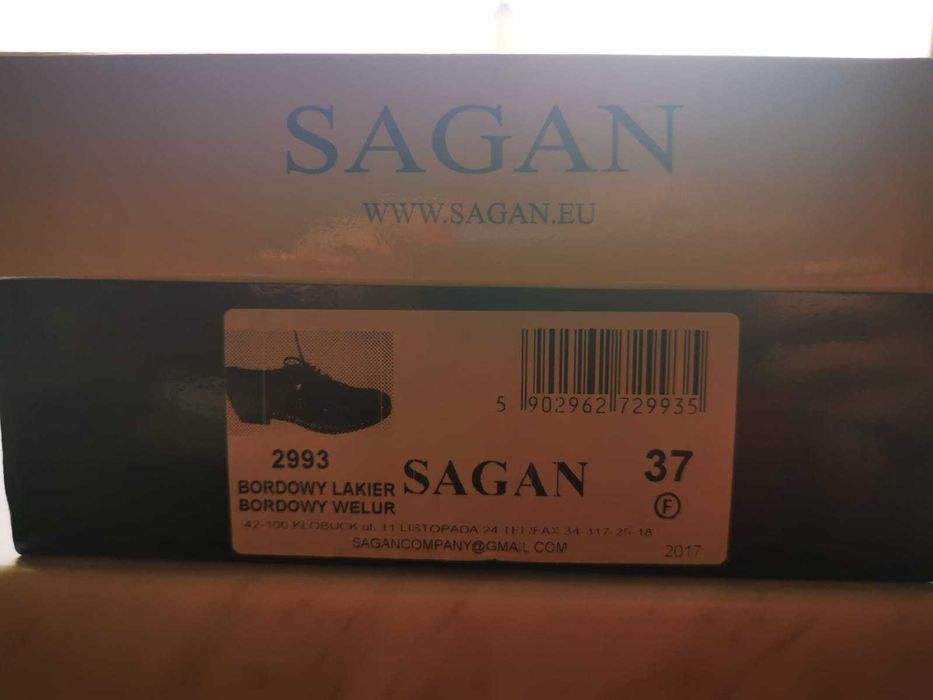 SAGAN
WWW.SAGAN.EU
5 902962 729935
2993
BORDOWY LAKIER
BORDOWY WELUR
SAGAN
37
F
42-100 KŁOBUCK ul. 11 LISTOPADA 24 TEL/FAX 34-317-25-18
SAGANCOMPANY@GMAIL.COM
2017